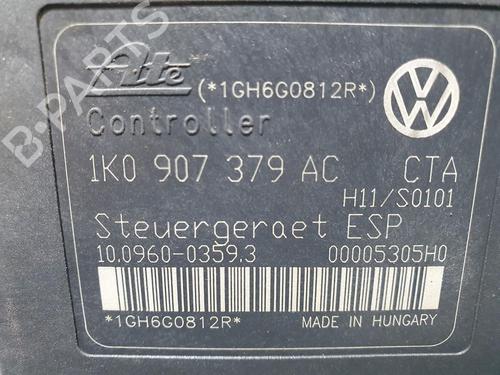 Ate (*1GH6G0812R*)
Controller
1K0 907 379 AC CTA
H11/S0101
Steuergeraet ESP
10.0960-0359.3 00005305H0
*1GH6G0812R* MADE IN HUNGARY
B-PARTS